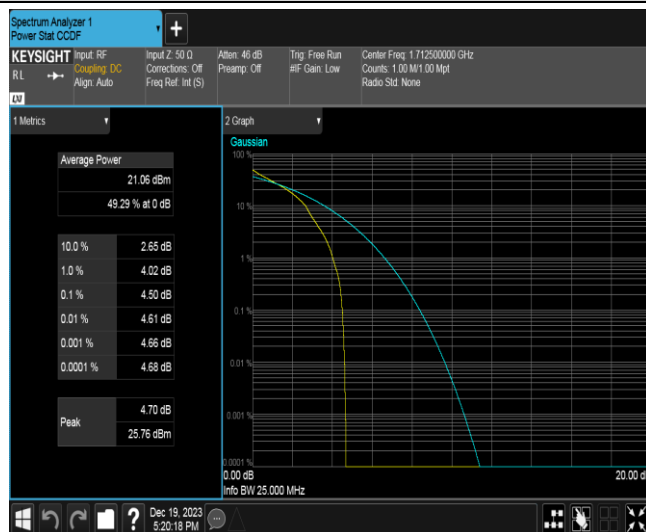 Spectrum Analyzer 1
Power Stat CCDF
KEYSIGHT
RL
LXI
Input: RF
Coupling: DC
Align: Auto
Input Z: 50 Ω
Corrections: Off
Freq Ref: Int (S)
Atten: 46 dB
Preamp: Off
Trig: Free Run
#IF Gain: Low
Center Freq: 1.712500000 GHz
Counts: 1.00 M/1.00 Mpt
Radio Std: None
1 Metrics
Average Power
21.06 dBm
49.29 % at 0 dB
10.0 % 2.65 dB
1.0 % 4.02 dB
0.1 % 4.50 dB
0.01 % 4.61 dB
0.001 % 4.66 dB
0.0001 % 4.68 dB
Peak
4.70 dB
25.76 dBm
2 Graph
Gaussian
100 %
10 %
1 %
0.1 %
0.01 %
0.001 %
0.0001 %
0.00 dB
20.00 d
Info BW 25.000 MHz
Dec 19, 2023
5:20:18 PM